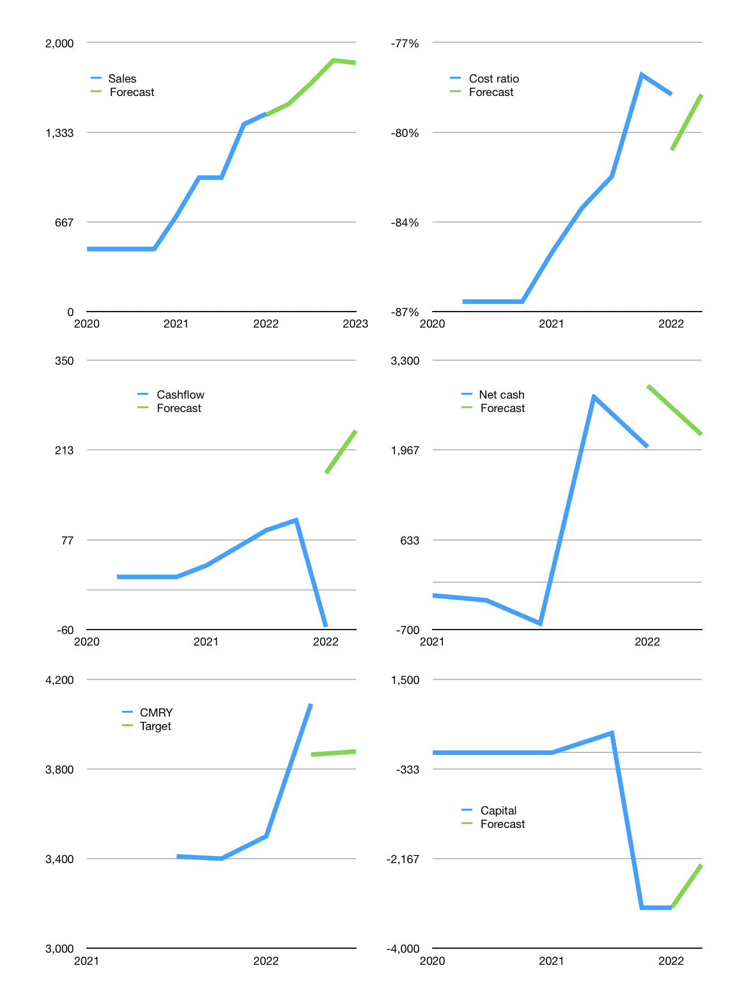 2,000
Sales
Forecast
1,333
667
0
2020 2021 2022 2023
-77%
Cost ratio
Forecast
-80%
-84%
-87%
2020 2021 2022
350
Cashflow
Forecast
213
77
-60
2020 2021 2022
3,300
Net cash
Forecast
1,967
633
-700
2021 2022
4,200
CMRY
Target
3,800
3,400
3,000
2021 2022
1,500
-333
Capital
Forecast
-2,167
-4,000
2020 2021 2022